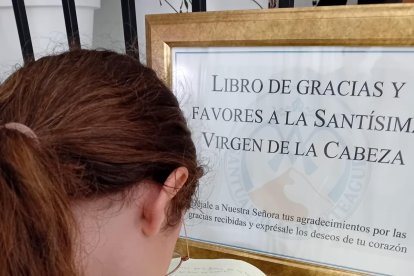 LIBRO DE GRACIAS Y
FAVORES A LA SANTÍSIMA
VIRGEN DE LA CABEZA
Déjale a Nuestra Señora tus agradecimientos por las
gracias recibidas y exprésale los deseos de tu corazón